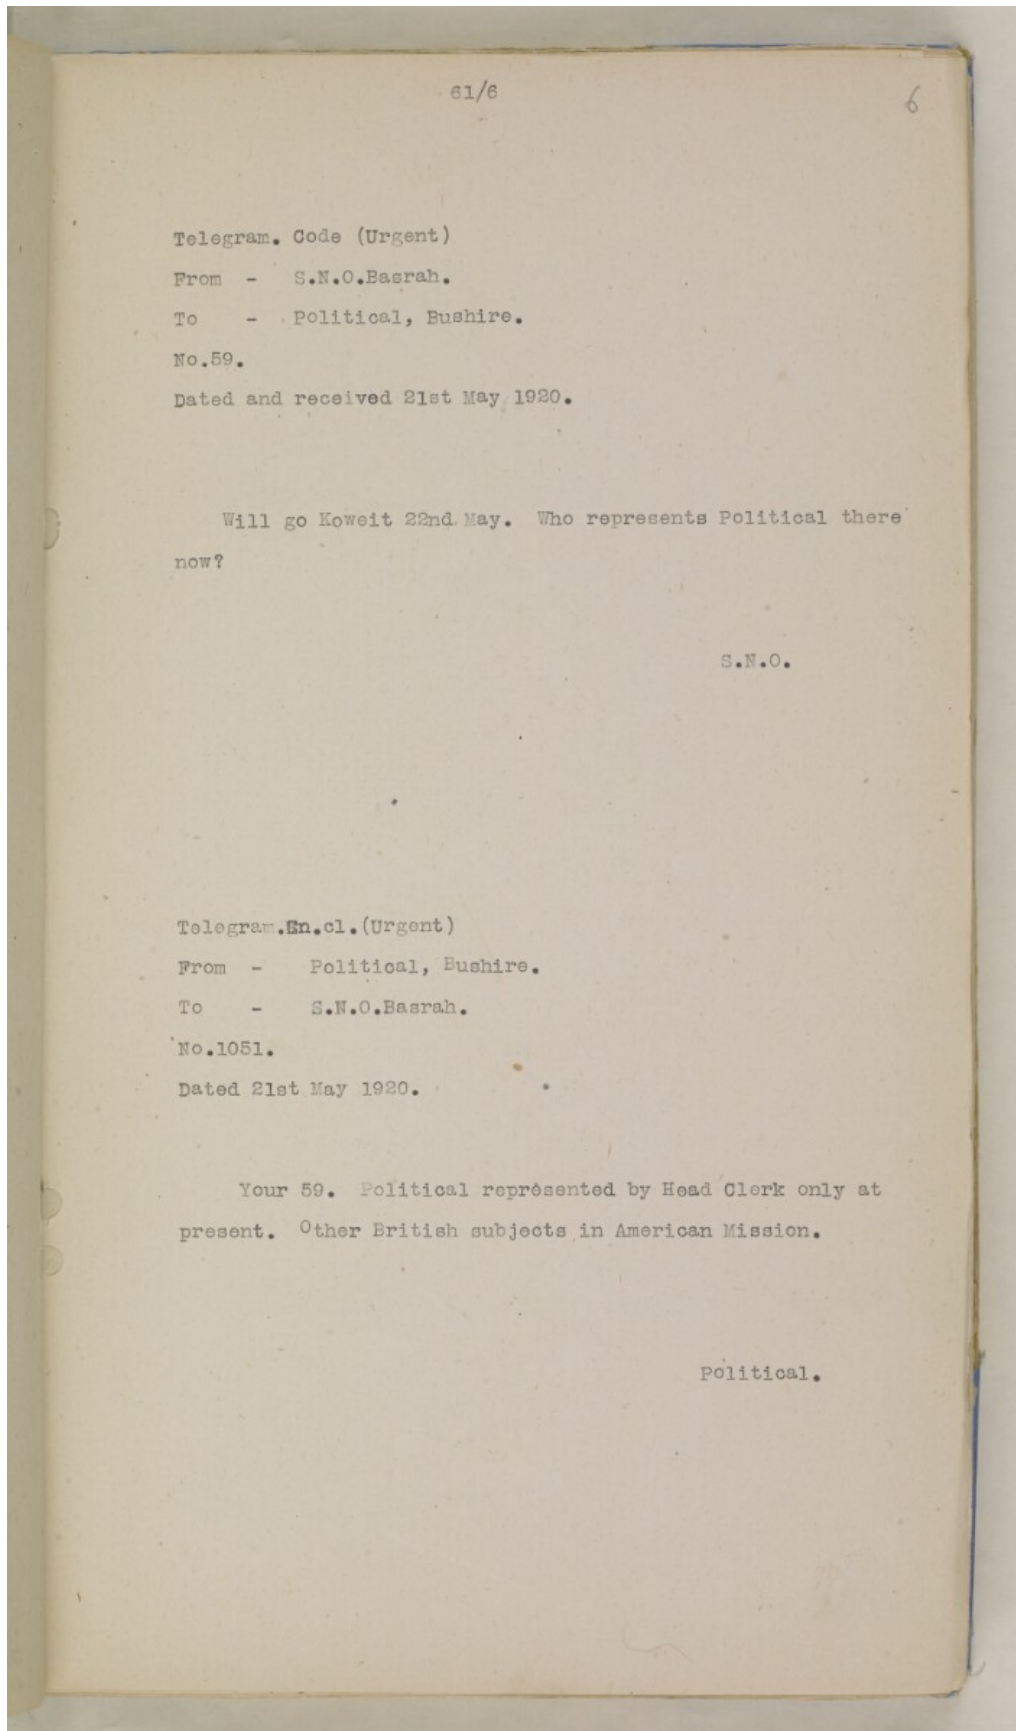 61/6
6
Telegram. Code (Urgent)
From - S.N.O.Basrah.
To - Political, Bushire.
No.59.
Dated and received 21st May 1920.
Will go Koweit 22nd May. Who represents Political there
now?
S.N.O.
Telegram.En.cl.(Urgent)
From - Political, Bushire.
To - S.N.O.Basrah.
No.1051.
Dated 21st May 1920.
Your 59. Political represented by Head Clerk only at
present. Other British subjects in American Mission.
Political.